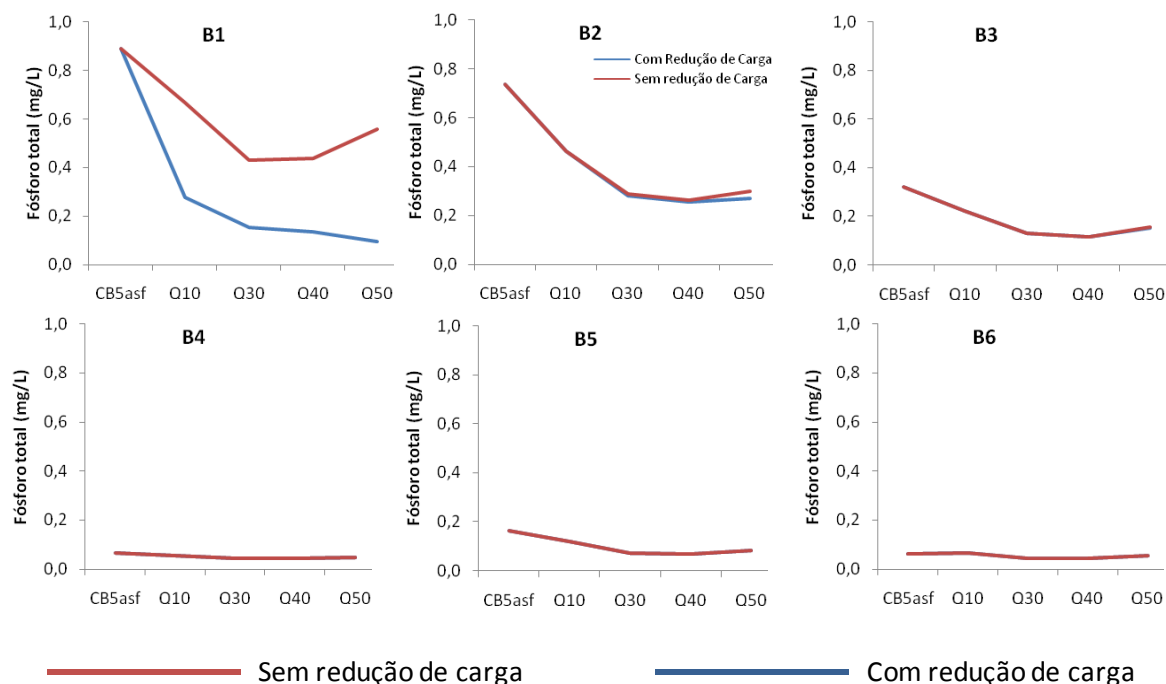 B1
Fósforo total (mg/L)
1,0
0,8
0,6
0,4
0,2
0,0
CB5asf Q10 Q30 Q40 Q50
B2
Com Redução de Carga
Sem redução de Carga
Fósforo total (mg/L)
1,0
0,8
0,6
0,4
0,2
0,0
CB5asf Q10 Q30 Q40 Q50
B3
Fósforo total (mg/L)
1,0
0,8
0,6
0,4
0,2
0,0
CB5asf Q10 Q30 Q40 Q50
B4
Fósforo total (mg/L)
1,0
0,8
0,6
0,4
0,2
0,0
CB5asf Q10 Q30 Q40 Q50
B5
Fósforo total (mg/L)
1,0
0,8
0,6
0,4
0,2
0,0
CB5asf Q10 Q30 Q40 Q50
B6
Fósforo total (mg/L)
1,0
0,8
0,6
0,4
0,2
0,0
CB5asf Q10 Q30 Q40 Q50
Sem redução de carga
Com redução de carga